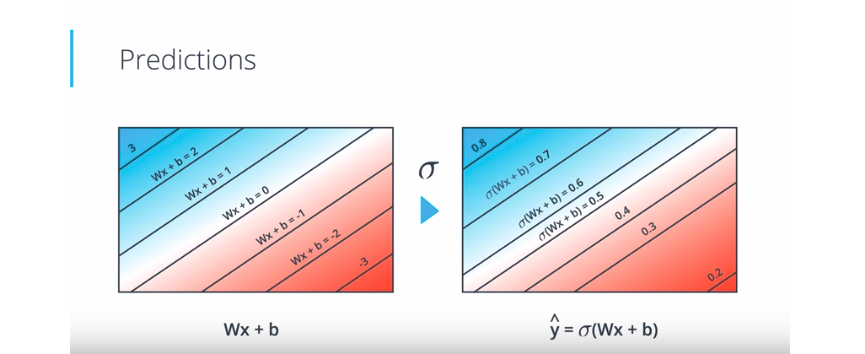 Predictions
3
Wx + b = 2
Wx + b = 1
Wx + b = 0
Wx + b = -1
Wx + b = -2
-3
Wx + b
σ
0.8
σ(Wx + b) = 0.7
σ(Wx + b) = 0.6
σ(Wx + b) = 0.5
0.4
0.3
0.2
ŷ = σ(Wx + b)